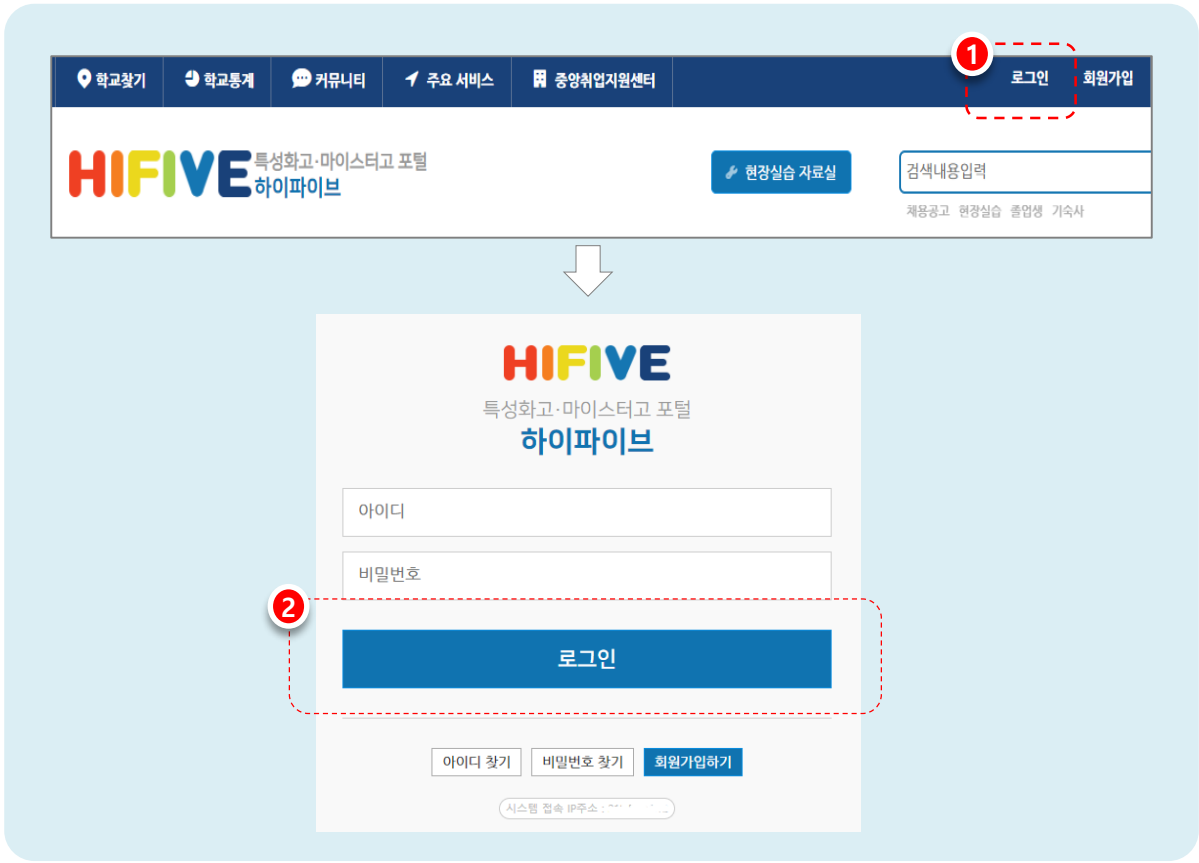 1
학교찾기 학교통계 커뮤니티 주요 서비스 중앙취업지원센터 로그인 회원가입
HIFIVE 특성화고·마이스터고 포털
하이파이브
현장실습 자료실
검색내용입력
채용공고 현장실습 졸업생 기숙사
HIFIVE
특성화고·마이스터고 포털
하이파이브
아이디
비밀번호
2
로그인
아이디 찾기 비밀번호 찾기 회원가입하기
시스템 접속 IP주소 :